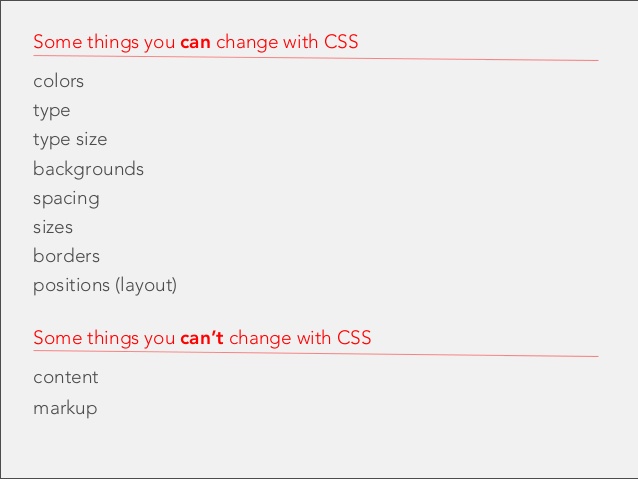 Some things you can change with CSS
colors
type
type size
backgrounds
spacing
sizes
borders
positions (layout)
Some things you can’t change with CSS
content
markup